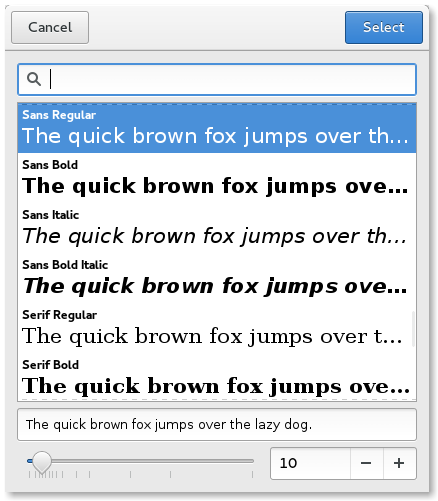 Cancel Select
Sans Regular
The quick brown fox jumps over th...
Sans Bold
The quick brown fox jumps ove...
Sans Italic
The quick brown fox jumps over th...
Sans Bold Italic
The quick brown fox jumps ove...
Serif Regular
The quick brown fox jumps over t...
Serif Bold
The quick brown fox jumps ove...
The quick brown fox jumps over the lazy dog.
10 − +